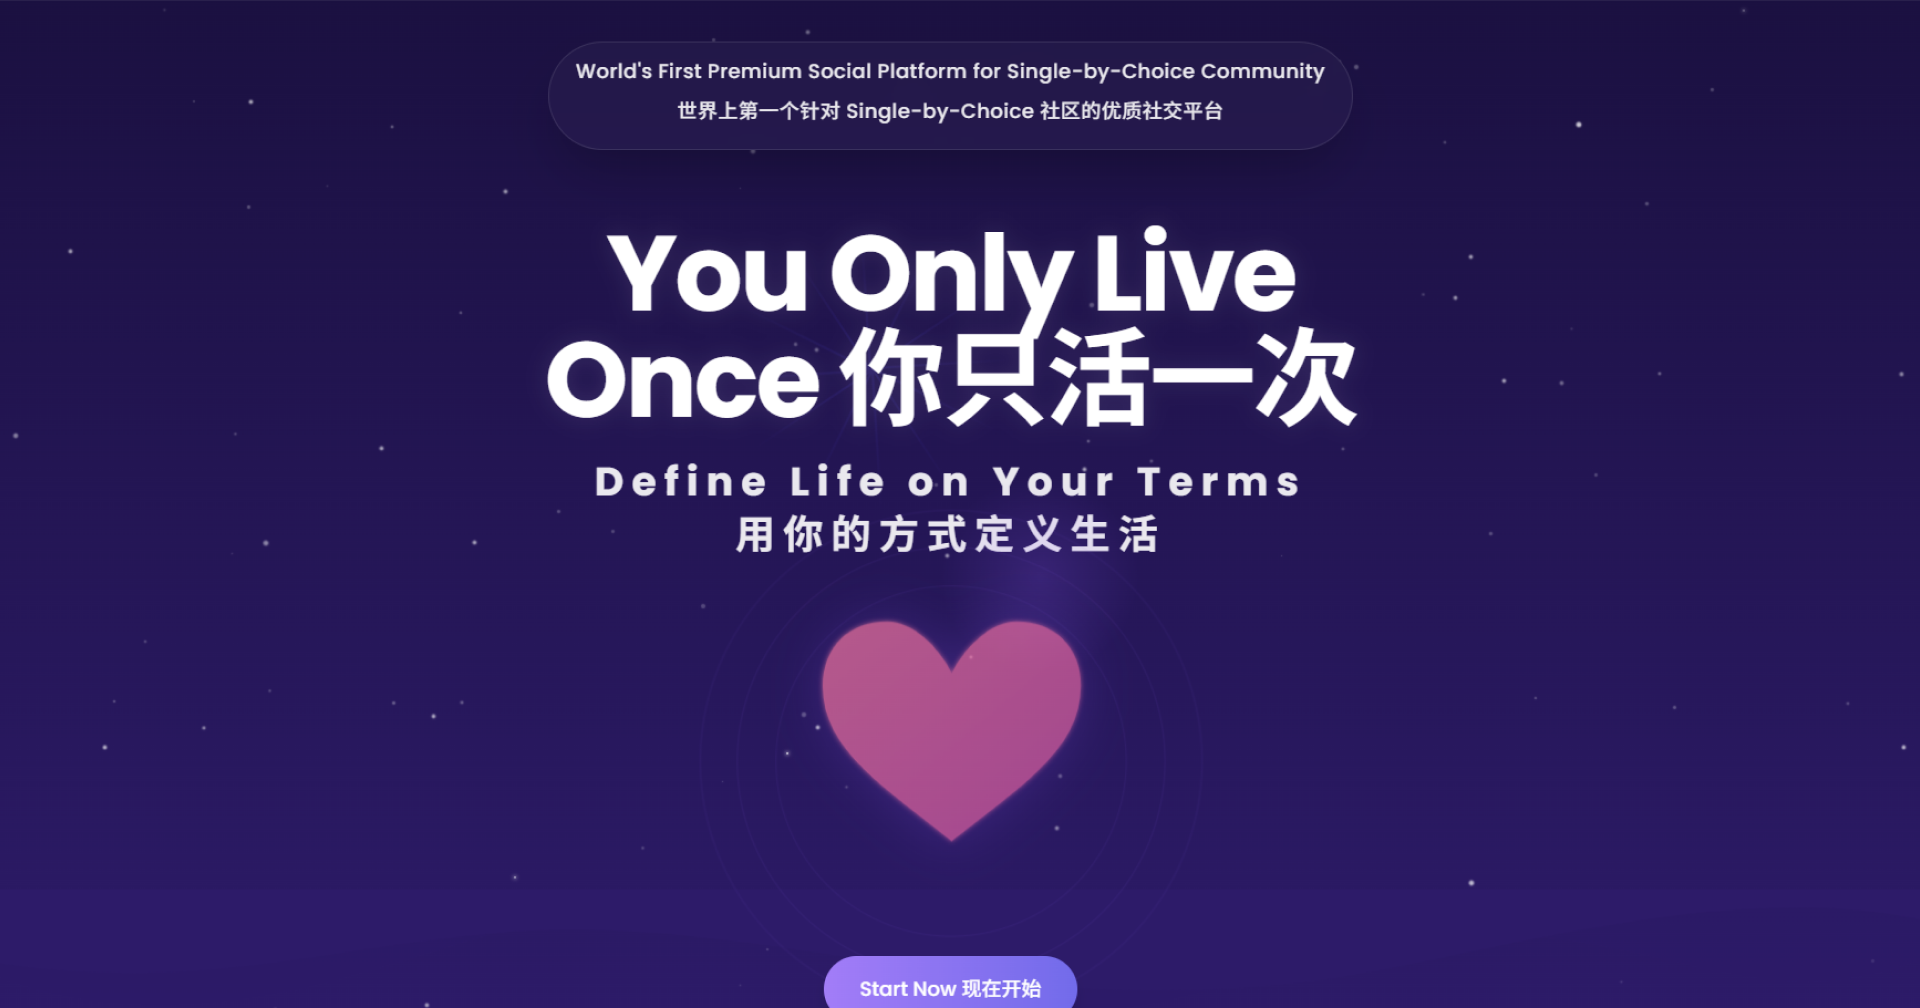 World's First Premium Social Platform for Single-by-Choice Community
世界上第一个针对 Single-by-Choice 社区的优质社交平台
You Only Live
Once 你只活一次
Define Life on Your Terms
用你的方式定义生活
Start Now 现在开始